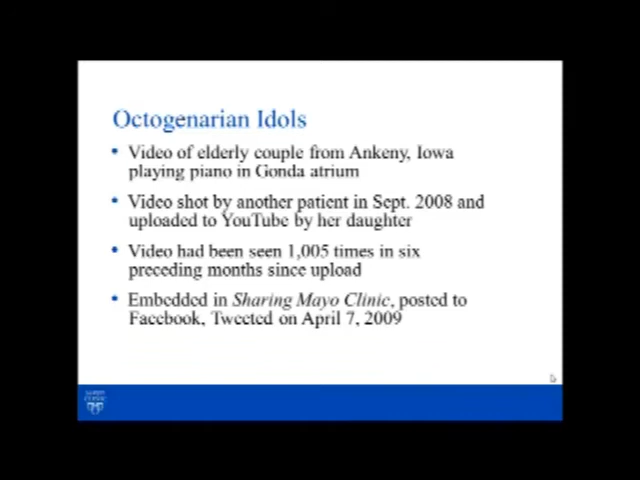 Octogenarian Idols
• Video of elderly couple from Ankeny, Iowa
playing piano in Gonda atrium
• Video shot by another patient in Sept. 2008 and
uploaded to YouTube by her daughter
• Video had been seen 1,005 times in six
preceding months since upload
• Embedded in Sharing Mayo Clinic, posted to
Facebook, Tweeted on April 7, 2009
MAYO
CLINIC